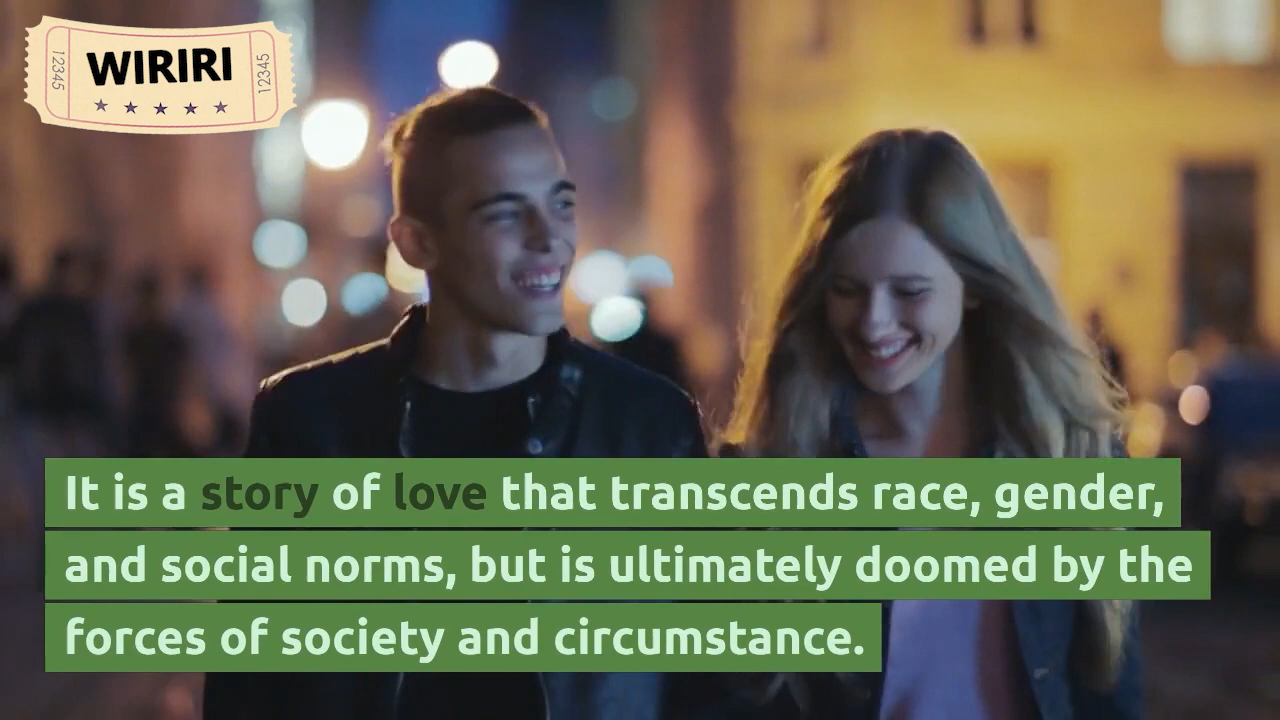 WIRIRI
12345
12345
It is a story of love that transcends race, gender,
and social norms, but is ultimately doomed by the
forces of society and circumstance.